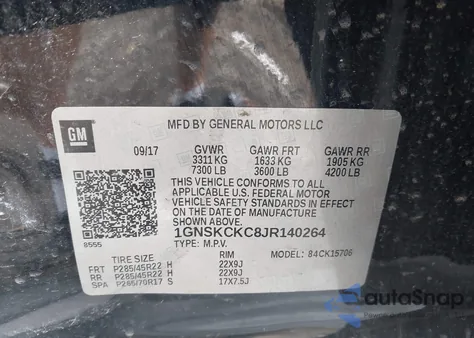 GM
MFD BY GENERAL MOTORS LLC
09/17 GVWR GAWR FRT GAWR RR
3311 KG 1633 KG 1905 KG
7300 LB 3600 LB 4200 LB
THIS VEHICLE CONFORMS TO ALL
APPLICABLE U.S. FEDERAL MOTOR
VEHICLE SAFETY STANDARDS IN EFFECT
ON THE DATE OF MANUFACTURE
SHOWN ABOVE.
8555 1GNSKCKC8JR140264
TYPE: M.P.V. MODEL: 84CK15706
TIRE SIZE RIM
FRT P285/45R22 H 22X9J
RR P285/45R22 H 22X9J
SPA P265/70R17 S 17X7.5J
autoSnap